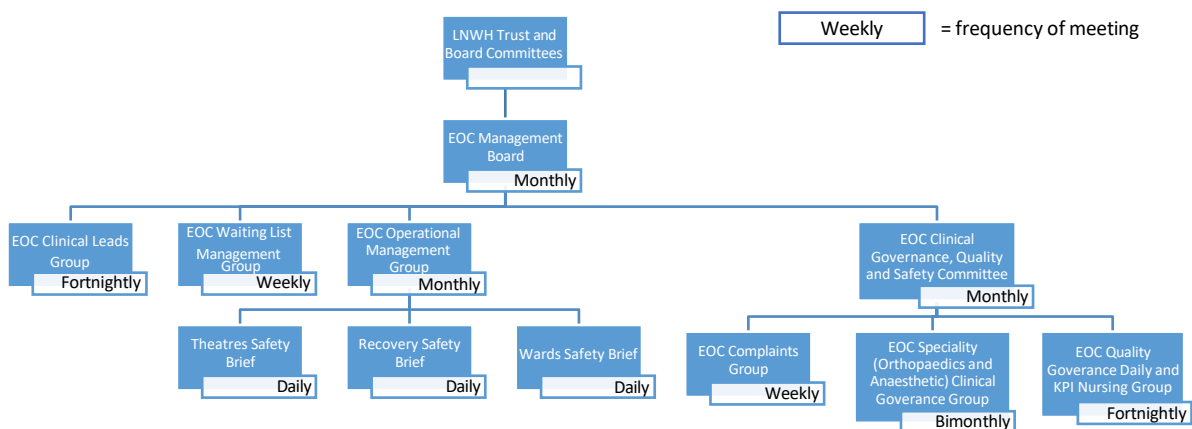 Weekly
= frequency of meeting
LNWH Trust and
Board Committees
EOC Management
Board
Monthly
EOC Clinical Leads
Group
Fortnightly
EOC Waiting List
Management
Group
Weekly
EOC Operational
Management
Group
Monthly
EOC Clinical
Governance, Quality
and Safety Committee
Monthly
Theatres Safety
Brief
Daily
Recovery Safety
Brief
Daily
Wards Safety Brief
Daily
EOC Complaints
Group
Weekly
EOC Speciality
(Orthopaedics and
Anaesthetic) Clinical
Goverance Group
Bimonthly
EOC Quality
Goverance Daily and
KPI Nursing Group
Fortnightly